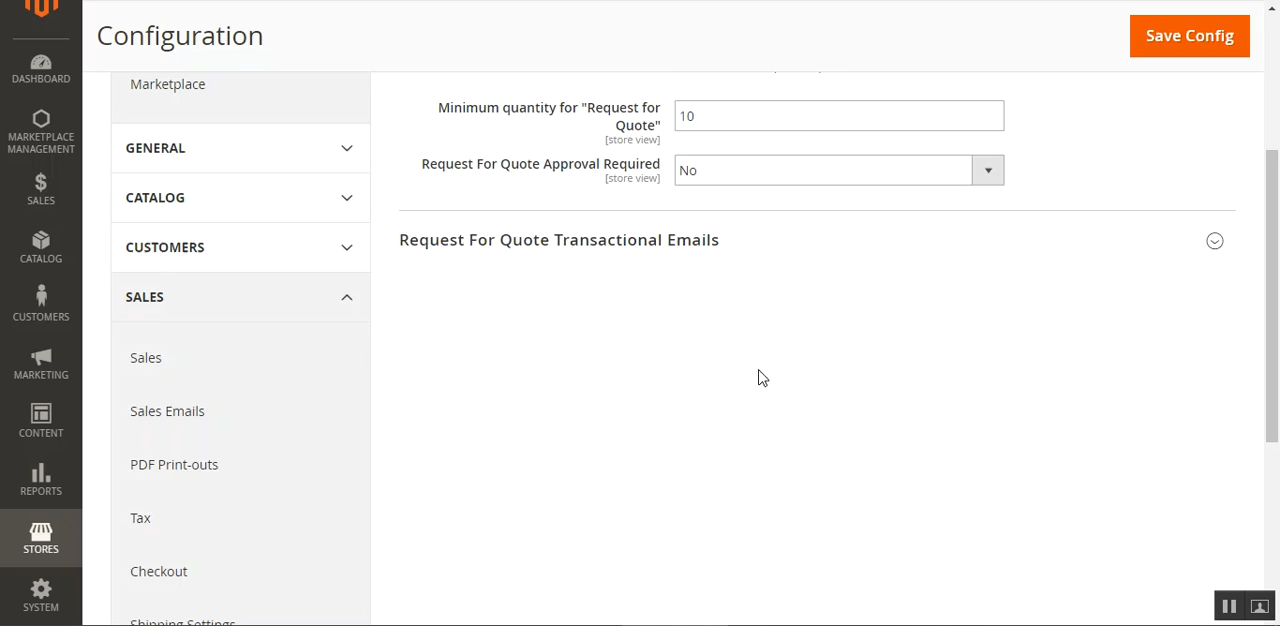 Configuration
Save Config
DASHBOARD
MARKETPLACE
MANAGEMENT
SALES
CATALOG
CUSTOMERS
MARKETING
CONTENT
REPORTS
STORES
SYSTEM
Marketplace
GENERAL
CATALOG
CUSTOMERS
SALES
Sales
Sales Emails
PDF Print-outs
Tax
Checkout
Shipping Settings
Minimum quantity for "Request for
Quote"
[store view]
10
Request For Quote Approval Required
[store view]
No
Request For Quote Transactional Emails